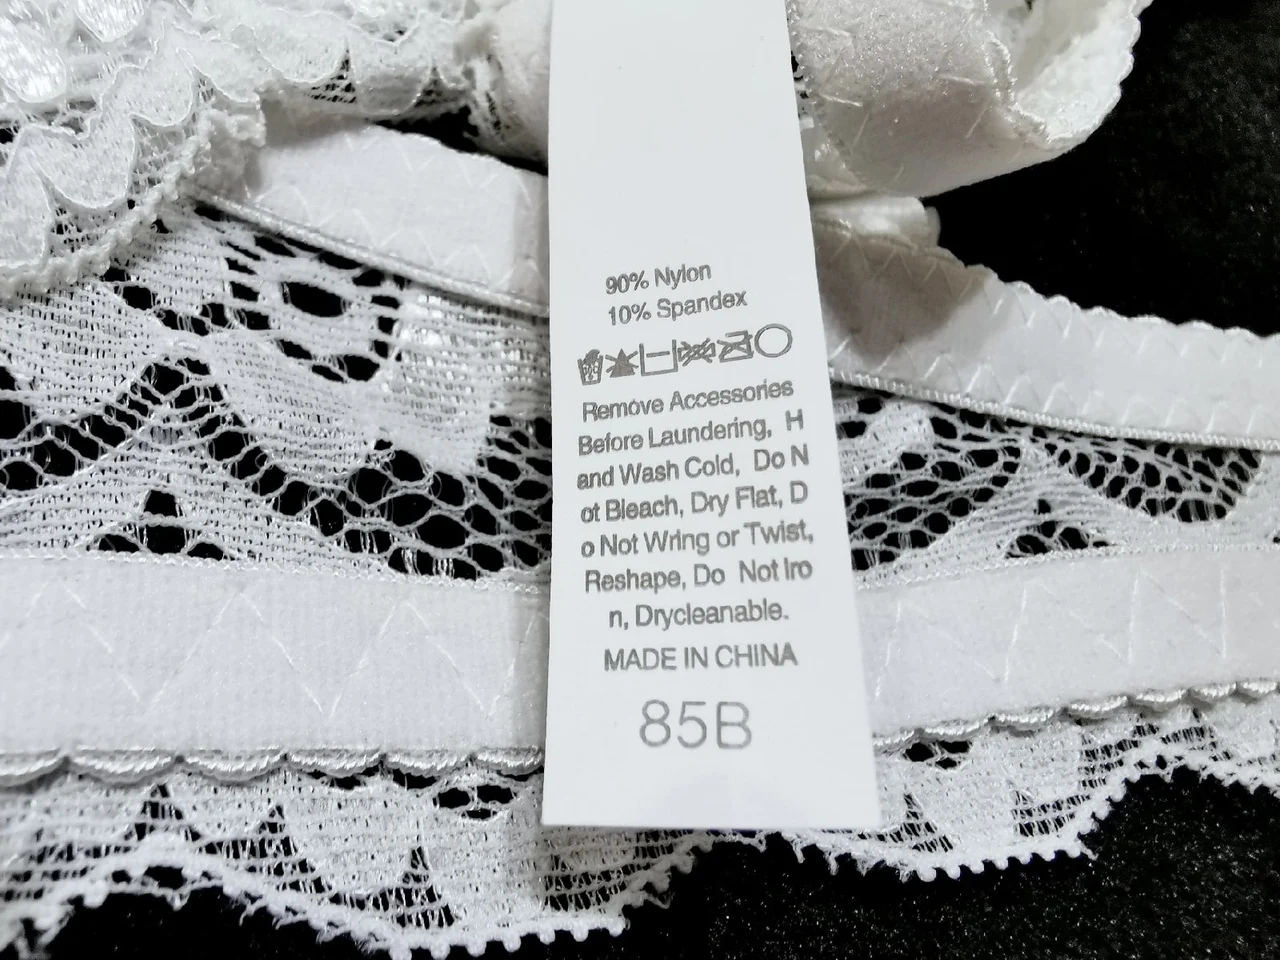 90% Nylon
10% Spandex
Remove Accessories
Before Laundering, H
and Wash Cold, Do N
ot Bleach, Dry Flat, D
o Not Wring or Twist,
Reshape, Do Not Iro
n, Drycleanable.
MADE IN CHINA
85B